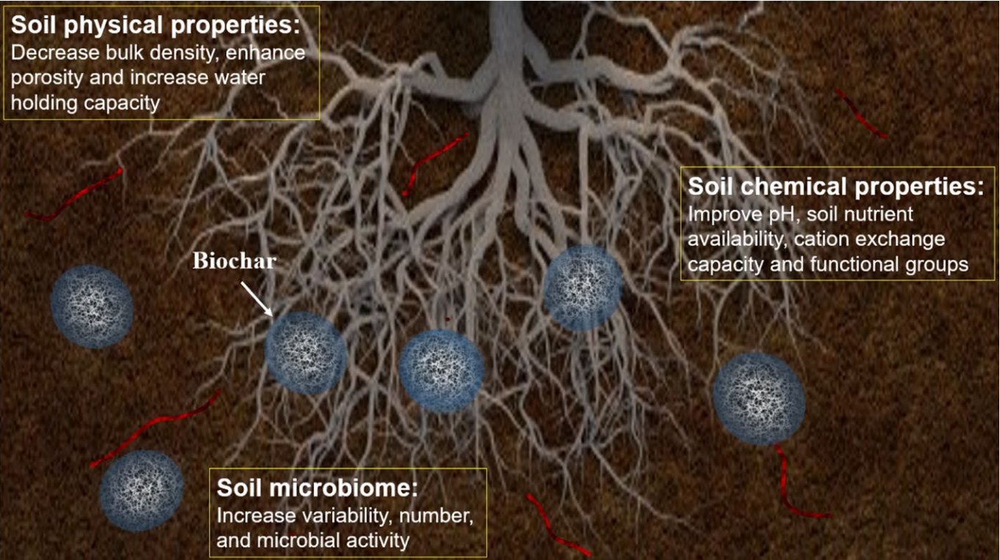 Soil physical properties:
Decrease bulk density, enhance
porosity and increase water
holding capacity
Soil chemical properties:
Improve pH, soil nutrient
availability, cation exchange
capacity and functional groups
Biochar
Soil microbiome:
Increase variability, number,
and microbial activity